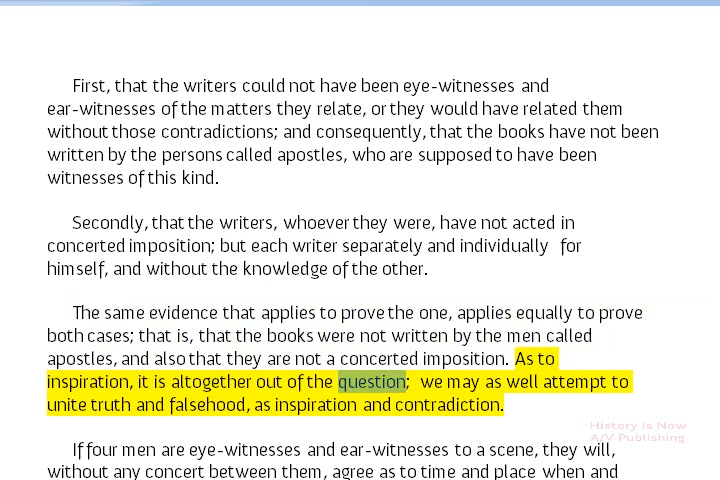 First, that the writers could not have been eye-witnesses and
ear-witnesses of the matters they relate, or they would have related them
without those contradictions; and consequently, that the books have not been
written by the persons called apostles, who are supposed to have been
witnesses of this kind.
Secondly, that the writers, whoever they were, have not acted in
concerted imposition; but each writer separately and individually for
himself, and without the knowledge of the other.
The same evidence that applies to prove the one, applies equally to prove
both cases; that is, that the books were not written by the men called
apostles, and also that they are not a concerted imposition. As to
inspiration, it is altogether out of the question; we may as well attempt to
unite truth and falsehood, as inspiration and contradiction.
History Is Now
A/V Publishing
If four men are eye-witnesses and ear-witnesses to a scene, they will,
without any concert between them, agree as to time and place when and